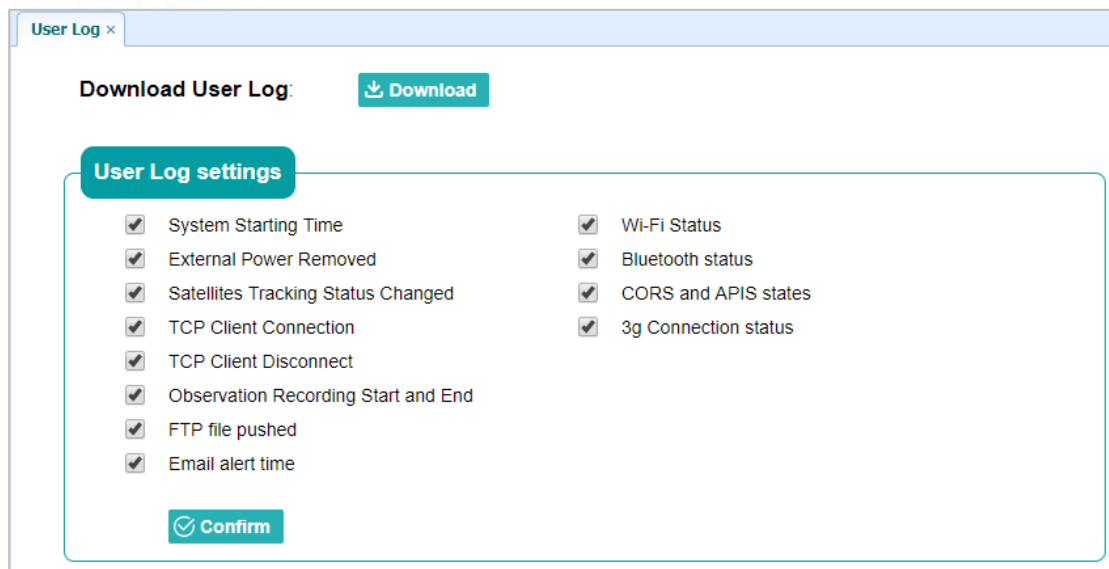 User Log ×
Download User Log:
Download
User Log settings
System Starting Time
External Power Removed
Satellites Tracking Status Changed
TCP Client Connection
TCP Client Disconnect
Observation Recording Start and End
FTP file pushed
Email alert time
Wi-Fi Status
Bluetooth status
CORS and APIS states
3g Connection status
Confirm